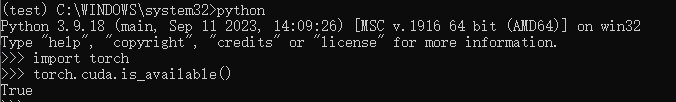 (test) C:\WINDOWS\system32>python
Python 3.9.18 (main, Sep 11 2023, 14:09:26) [MSC v.1916 64 bit (AMD64)] on win32
Type "help", "copyright", "credits" or "license" for more information.
>>> import torch
>>> torch.cuda.is_available()
True
>>>